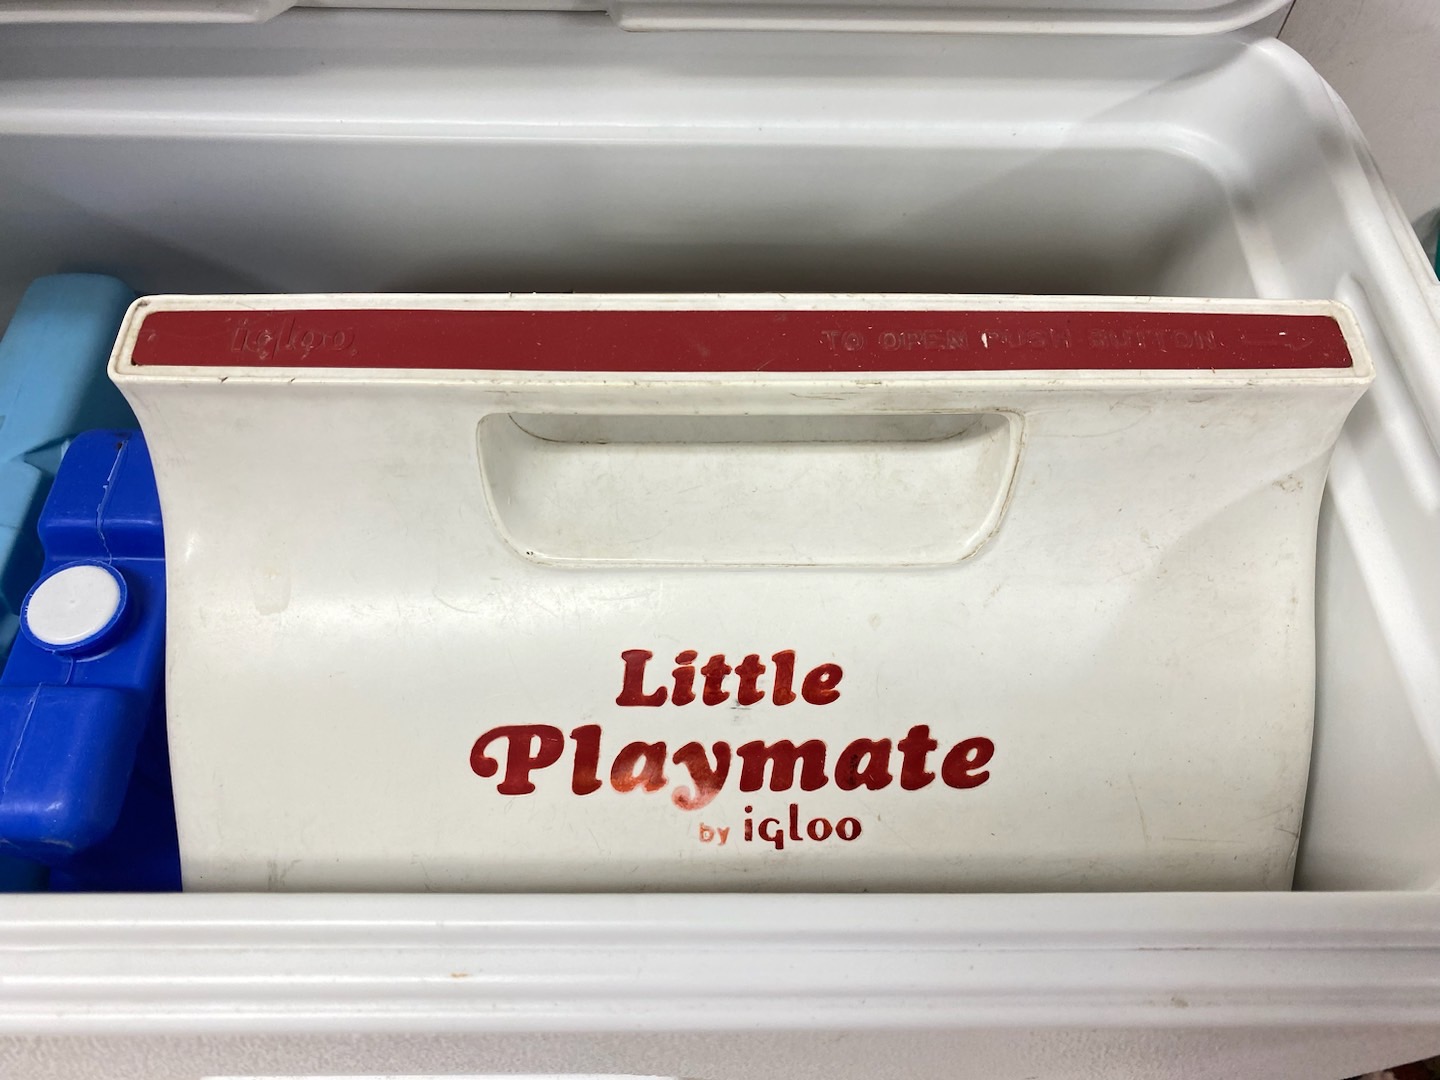 igloo
TO OPEN PUSH BUTTON
Little
Playmate
by igloo